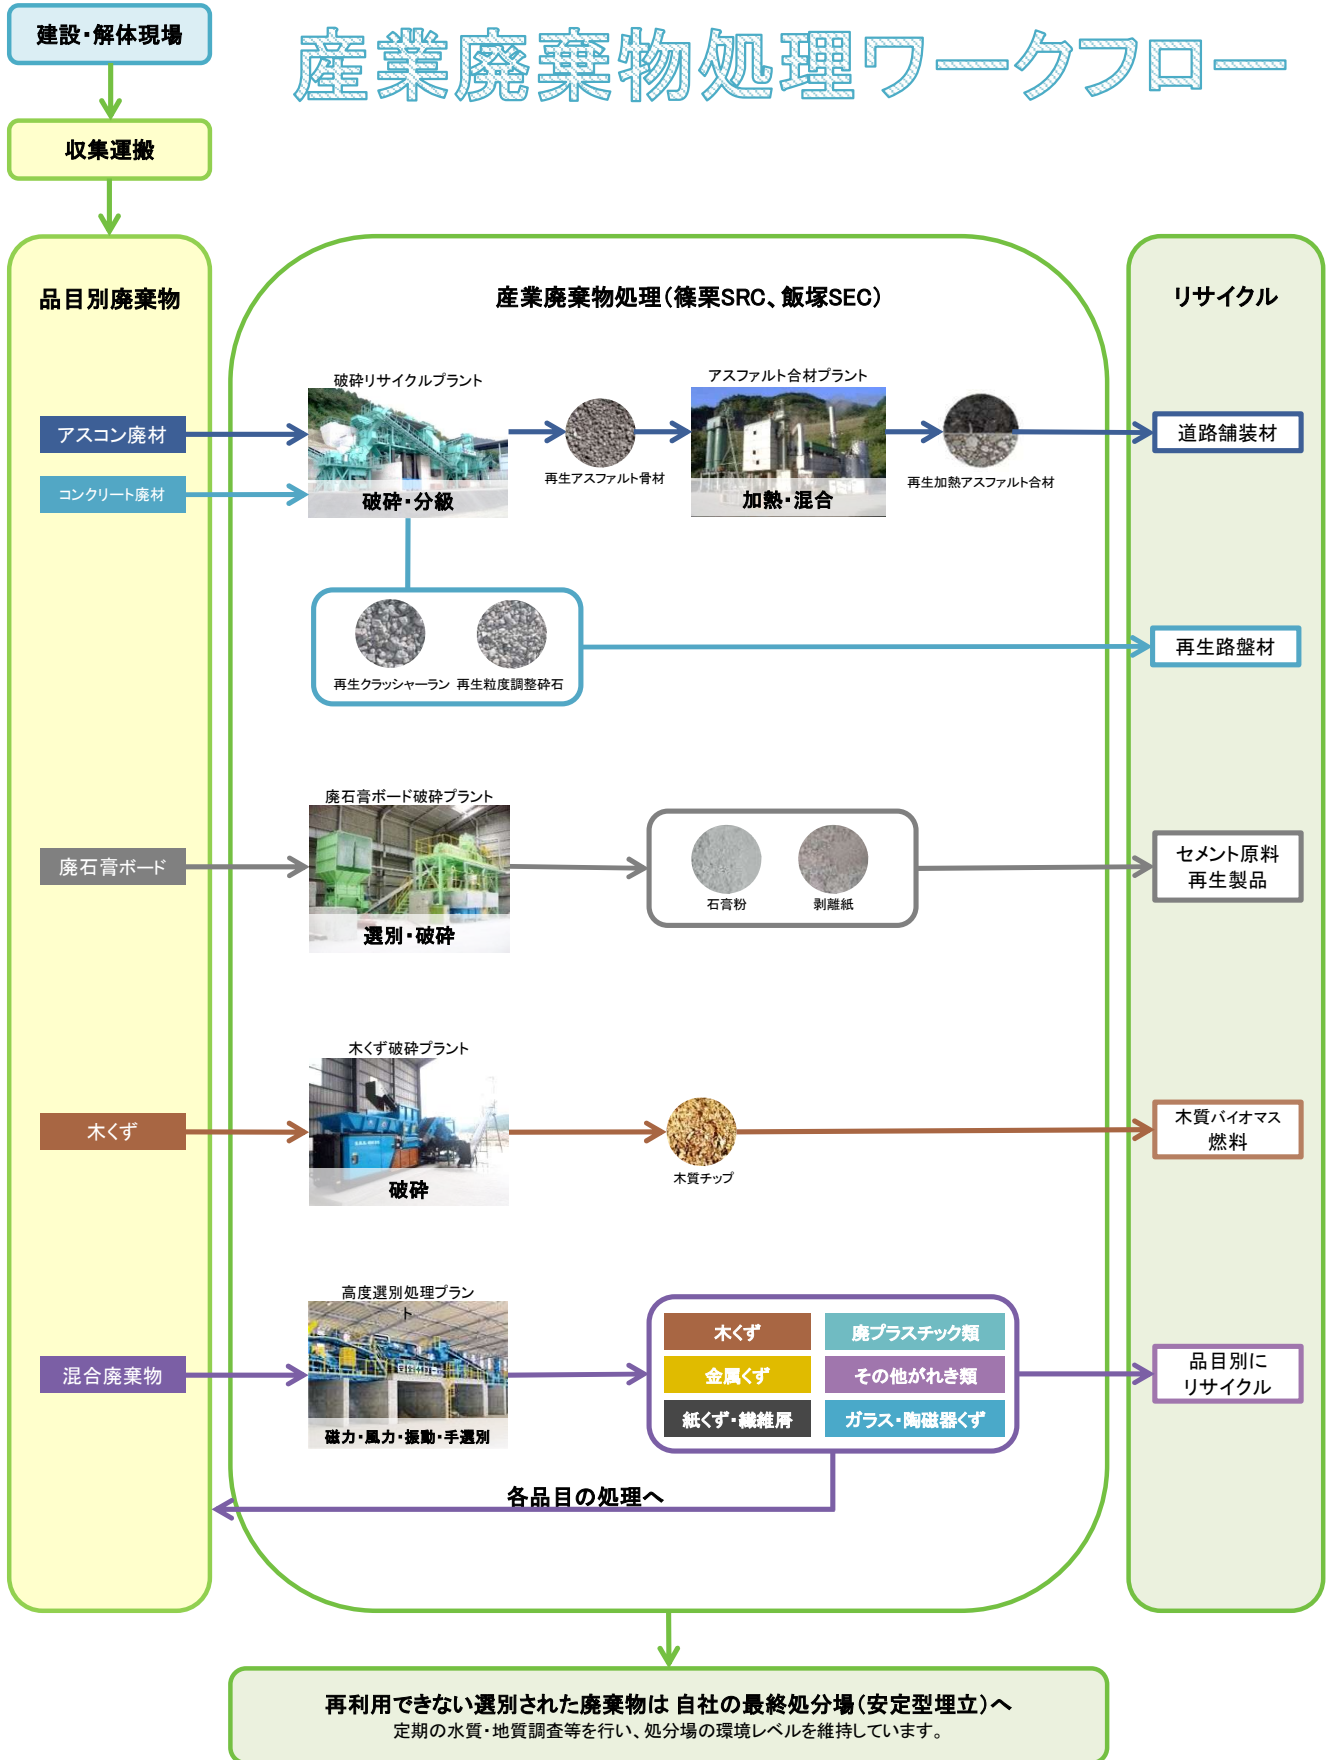 建設・解体現場
産業廃棄物処理ワークフロー
収集運搬
品目別廃棄物
産業廃棄物処理(篠栗SRC、飯塚SEC)
リサイクル
破砕リサイクルプラント
アスファルト合材プラント
アスコン廃材
コンクリート廃材
破砕・分級
再生アスファルト骨材
加熱・混合
再生加熱アスファルト合材
道路舗装材
再生クラッシャーラン
再生粒度調整砕石
再生路盤材
廃石膏ボード破砕プラント
廃石膏ボード
選別・破砕
石膏粉
剥離紙
セメント原料
再生製品
木くず破砕プラント
木くず
破砕
木質チップ
木質バイオマス
燃料
高度選別処理プラン
ト
混合廃棄物
磁力・風力・振動・手選別
木くず
廃プラスチック類
金属くず
その他がれき類
紙くず・繊維屑
ガラス・陶磁器くず
品目別に
リサイクル
各品目の処理へ
再利用できない選別された廃棄物は 自社の最終処分場(安定型埋立)へ
定期の水質・地質調査等を行い、処分場の環境レベルを維持しています。